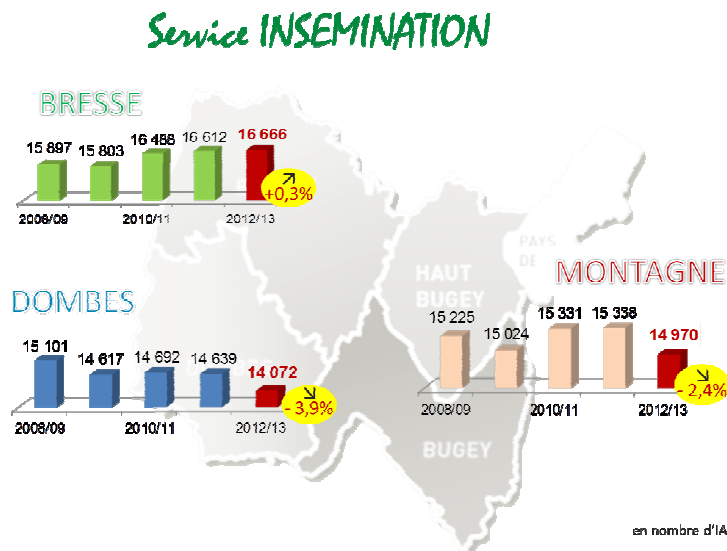 Service INSEMINATION
BRESSE
15 897 15 803 16 488 16 612 16 666
+0,3%
2008/09 2010/11 2012/13
PAYS
DE
HAUT
BUGEY
MONTAGNE
15 225 15 024 15 331 15 338 14 970
- 2,4%
2008/09 2010/11 2012/13
DOMBES
15 101 14 617 14 692 14 639 14 072
- 3,9%
2008/09 2010/11 2012/13
BUGEY
en nombre d'IA